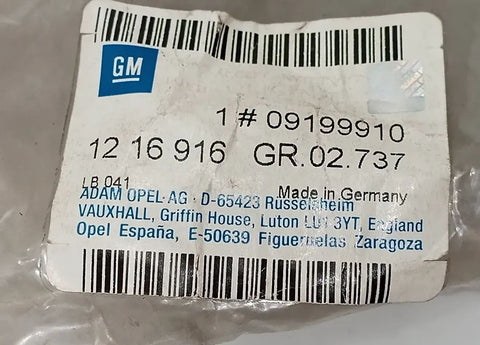 GM
1 # 09199910
12 16 916 GR.02.737
LB 041 Made in Germany
ADAM OPEL AG · D-65423 Rüsselsheim
VAUXHALL, Griffin House, Luton LU1 3YT, England
Opel España, E-50639 Figueruelas Zaragoza